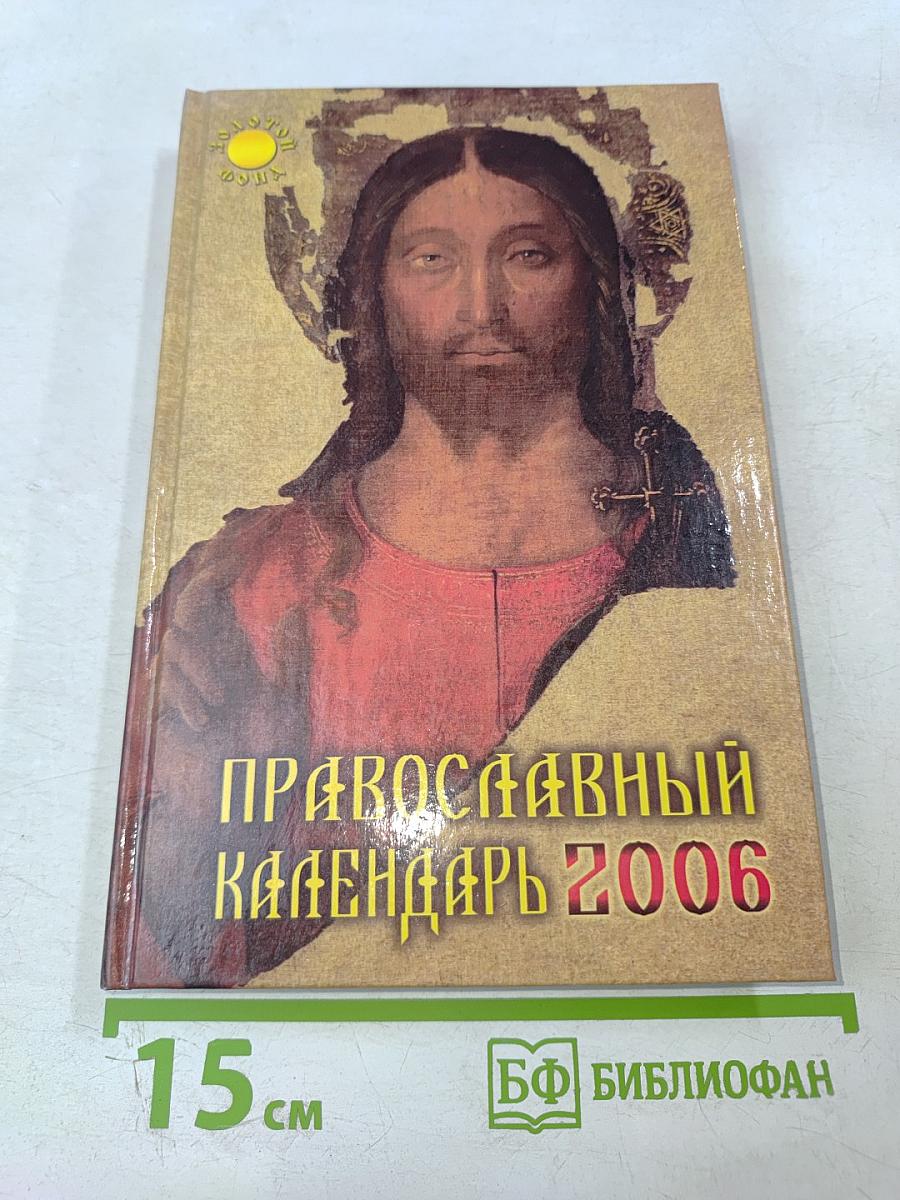 ЗОЛОТОЙ
ФОНД
ПРАВОСЛАВНЫЙ
КАЛЕНДАРЬ 2006
15 см
БФ БИБЛИОФАН